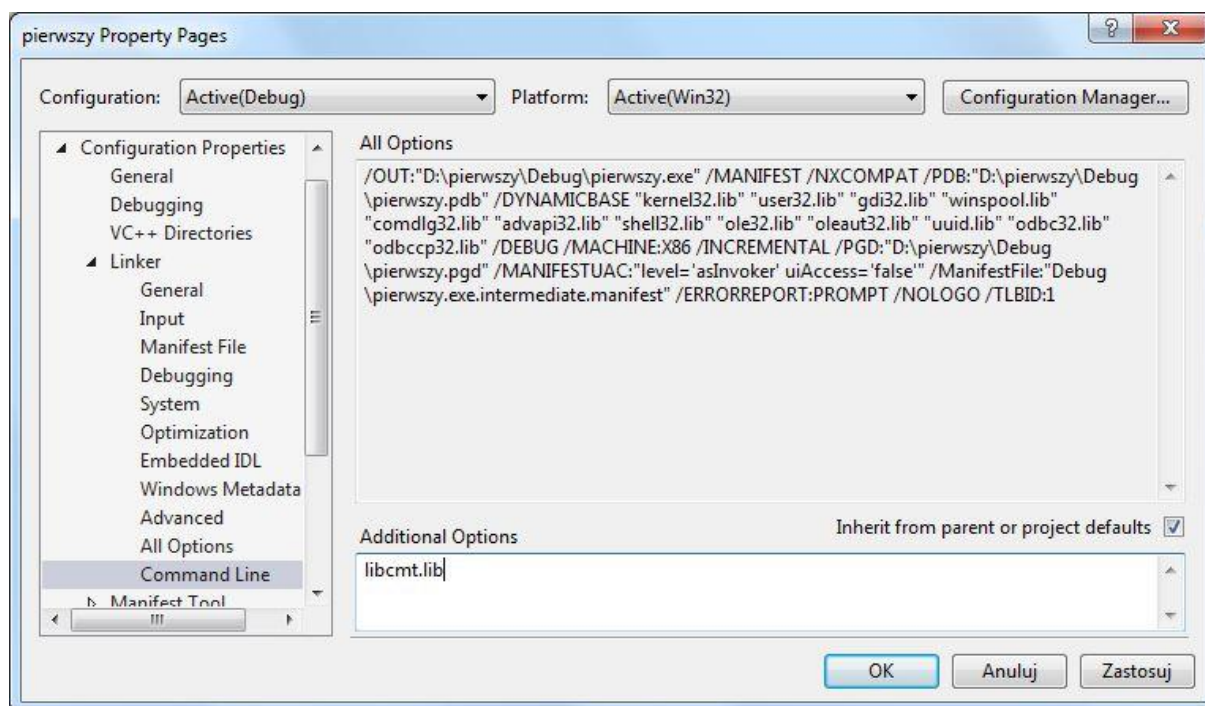 pierwszy Property Pages
Configuration: Active(Debug) Platform: Active(Win32) Configuration Manager...
Configuration Properties
General
Debugging
VC++ Directories
Linker
General
Input
Manifest File
Debugging
System
Optimization
Embedded IDL
Windows Metadata
Advanced
All Options
Command Line
Manifest Tool
All Options
/OUT:"D:\pierwszy\Debug\pierwszy.exe" /MANIFEST /NXCOMPAT /PDB:"D:\pierwszy\Debug
\pierwszy.pdb" /DYNAMICBASE "kernel32.lib" "user32.lib" "gdi32.lib" "winspool.lib"
"comdlg32.lib" "advapi32.lib" "shell32.lib" "ole32.lib" "oleaut32.lib" "uuid.lib" "odbc32.lib"
"odbccp32.lib" /DEBUG /MACHINE:X86 /INCREMENTAL /PGD:"D:\pierwszy\Debug
\pierwszy.pgd" /MANIFESTUAC:"level='asInvoker' uiAccess='false'" /ManifestFile:"Debug
\pierwszy.exe.intermediate.manifest" /ERRORREPORT:PROMPT /NOLOGO /TLBID:1
Additional Options Inherit from parent or project defaults
libcmt.lib
OK Anuluj Zastosuj